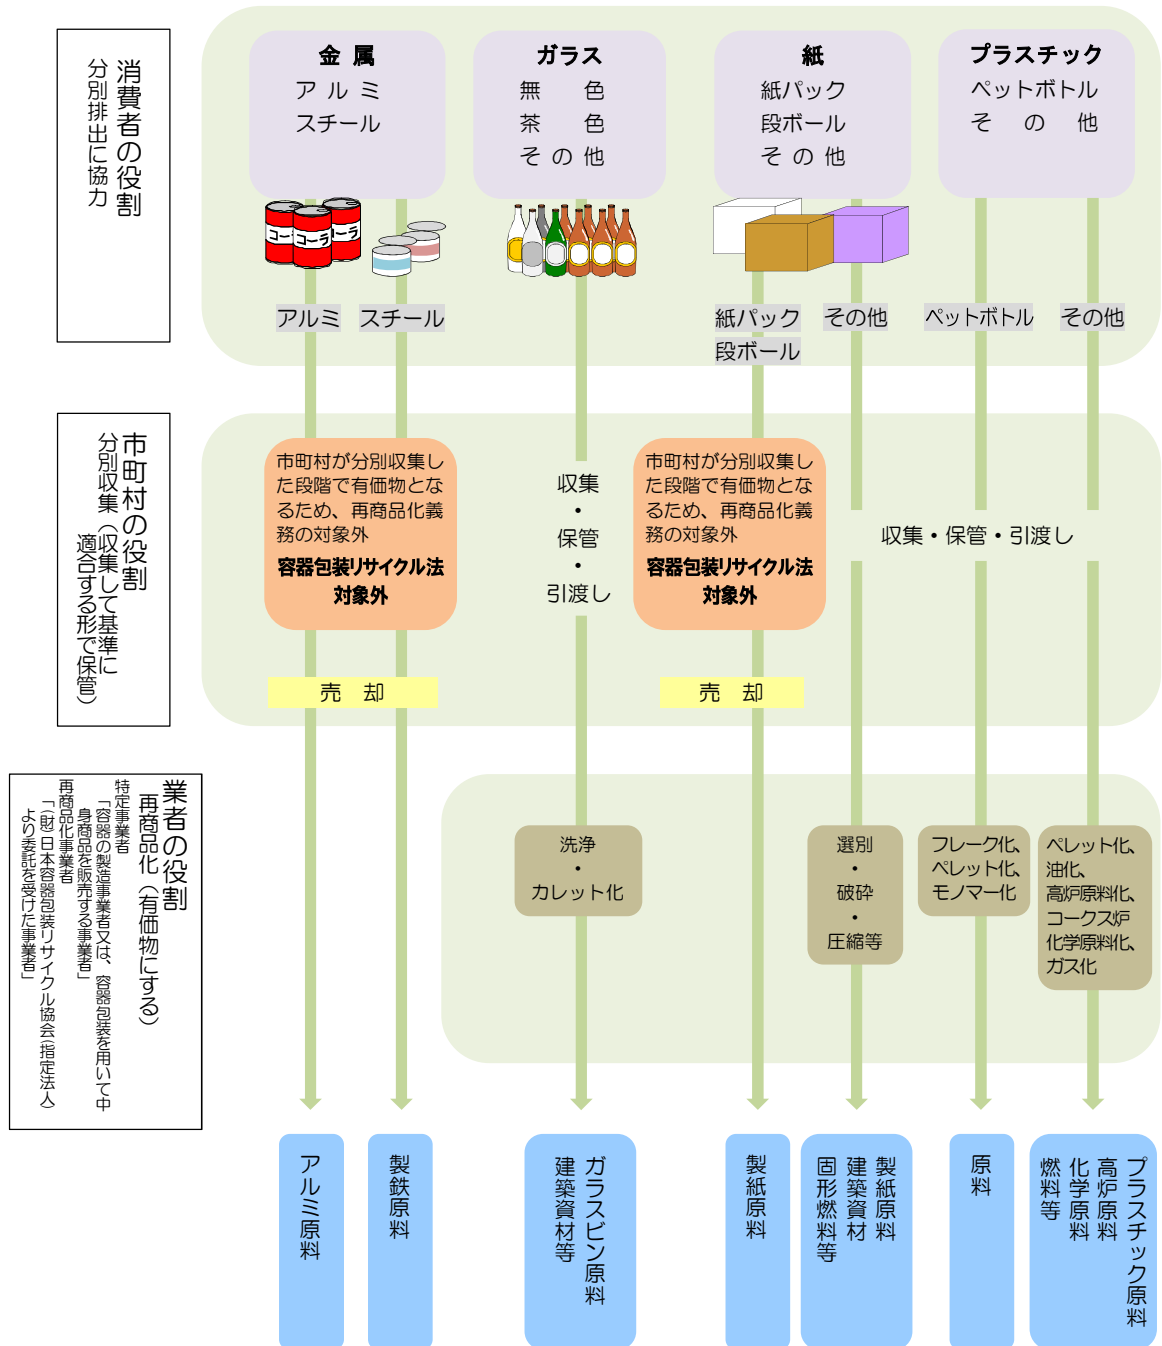 消費者の役割
分別排出に協力
金 属
アルミ
スチール
ガラス
無 色
茶 色
その他
紙
紙パック
段ボール
その他
プラスチック
ペットボトル
そ の 他
コーラ
コーラ
コーラ
アルミ
スチール
紙パック
段ボール
その他
ペットボトル
その他
市町村の役割
分別収集（収集して基準に
適合する形で保管）
市町村が分別収集し
た段階で有価物とな
るため、再商品化義
務の対象外
容器包装リサイクル法
対象外
収集
・
保管
・
引渡し
市町村が分別収集し
た段階で有価物とな
るため、再商品化義
務の対象外
容器包装リサイクル法
対象外
収集・保管・引渡し
売 却
売 却
業者の役割
再商品化（有価物にする）
特定事業者
「容器の製造事業者又は、容器包装を用いて中
身商品を販売する事業者」
再商品化事業者
「（財）日本容器包装リサイクル協会（指定法人）
より委託を受けた事業者」
洗浄
・
カレット化
選別
・
破砕
・
圧縮等
フレーク化、
ペレット化、
モノマー化
ペレット化、
油化、
高炉原料化、
コークス炉
化学原料化、
ガス化
アルミ原料
製鉄原料
ガラスビン原料
建築資材等
製紙原料
製紙原料
建築資材
固形燃料等
原料
プラスチック原料
高炉原料
化学原料
燃料等